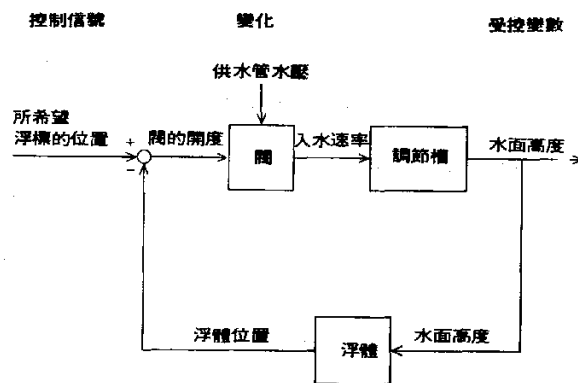 控制信號
變化
受控變數
供水管水壓
所希望
浮標的位置
+
閥的開度
閥
入水速率
調節槽
水面高度
−
浮體位置
浮體
水面高度